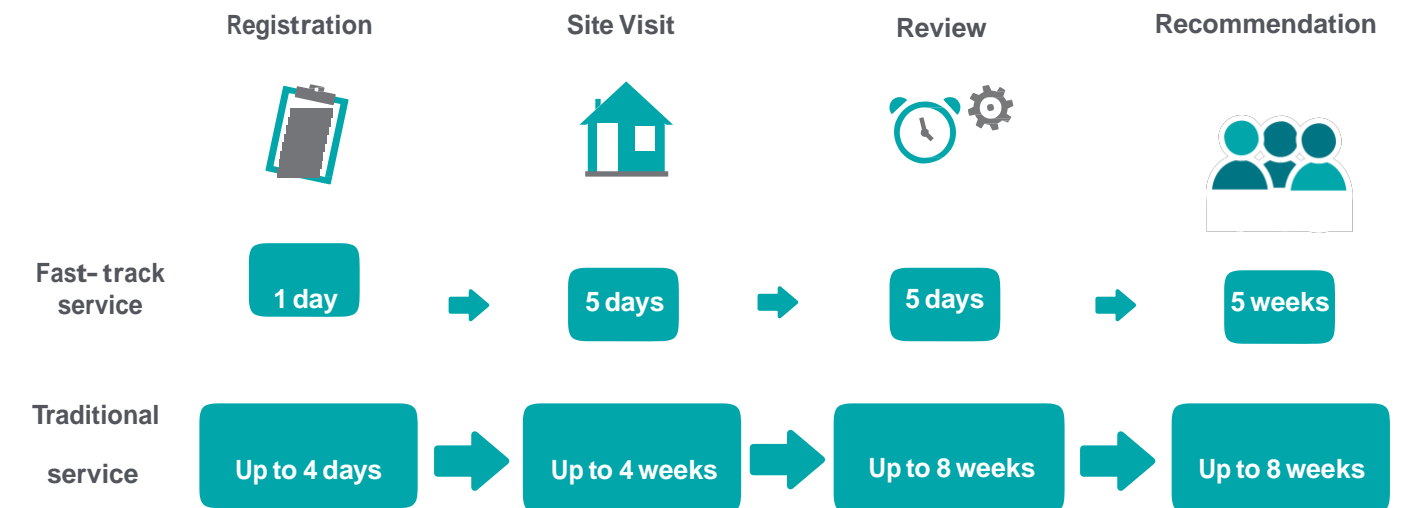 Registration
Site Visit
Review
Recommendation
Fast-track
service
1 day
5 days
5 days
5 weeks
Traditional
service
Up to 4 days
Up to 4 weeks
Up to 8 weeks
Up to 8 weeks